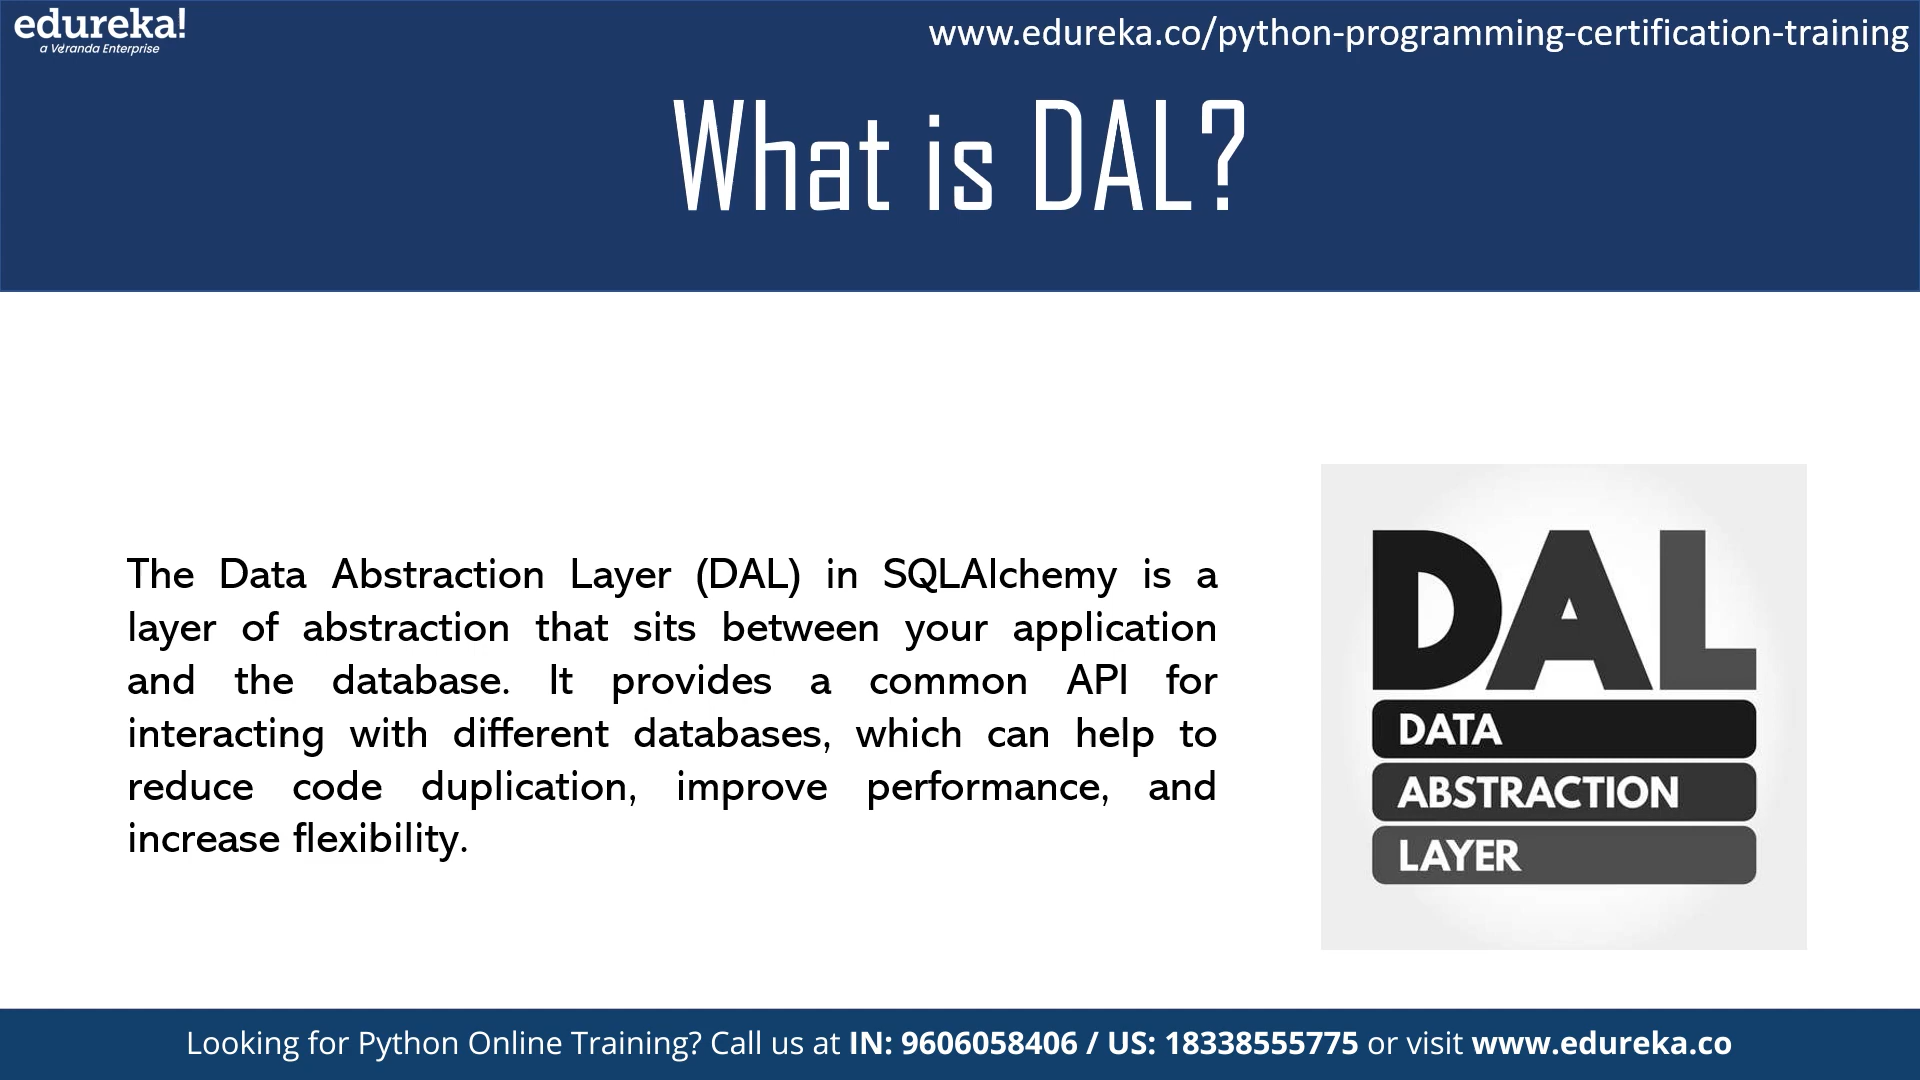 edureka!
a Veranda Enterprise
www.edureka.co/python-programming-certification-training
What is DAL?
The Data Abstraction Layer (DAL) in SQLAlchemy is a
layer of abstraction that sits between your application
and the database. It provides a common API for
interacting with different databases, which can help to
reduce code duplication, improve performance, and
increase flexibility.
DAL
DATA
ABSTRACTION
LAYER
Looking for Python Online Training? Call us at IN: 9606058406 / US: 18338555775 or visit www.edureka.co